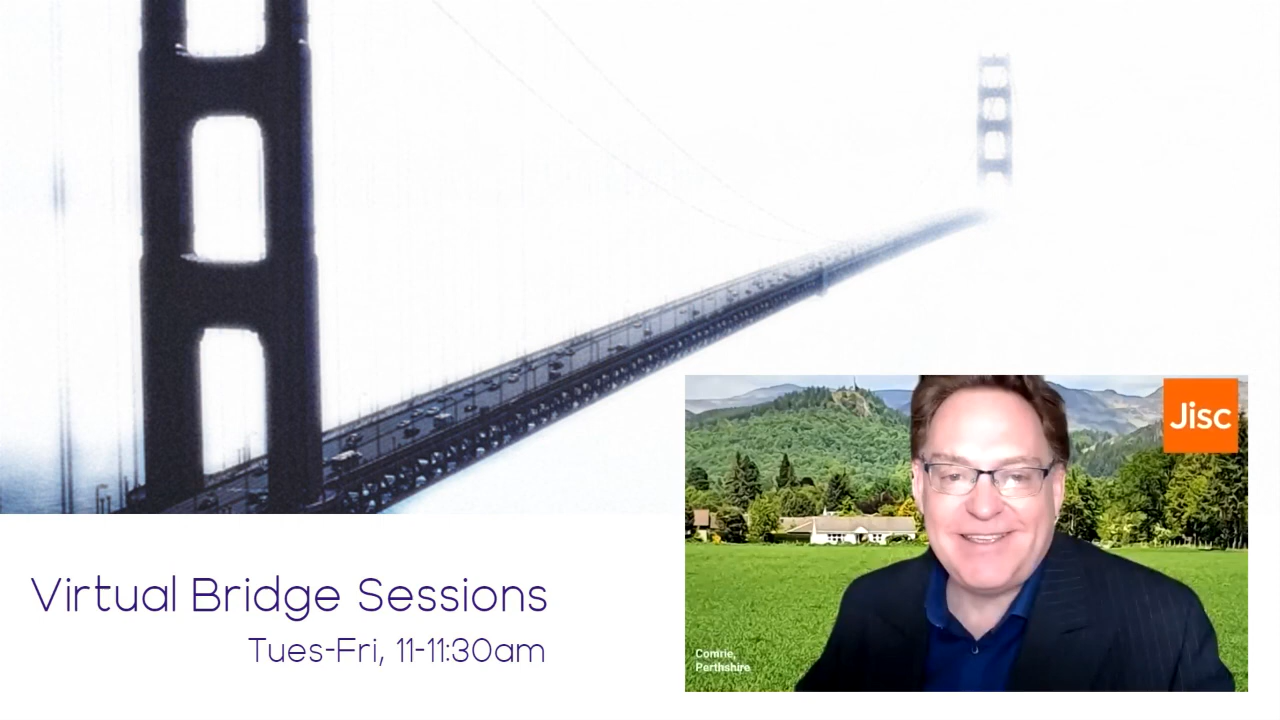 Jisc
Virtual Bridge Sessions
Tues-Fri, 11-11:30am
Comrie,
Perthshire